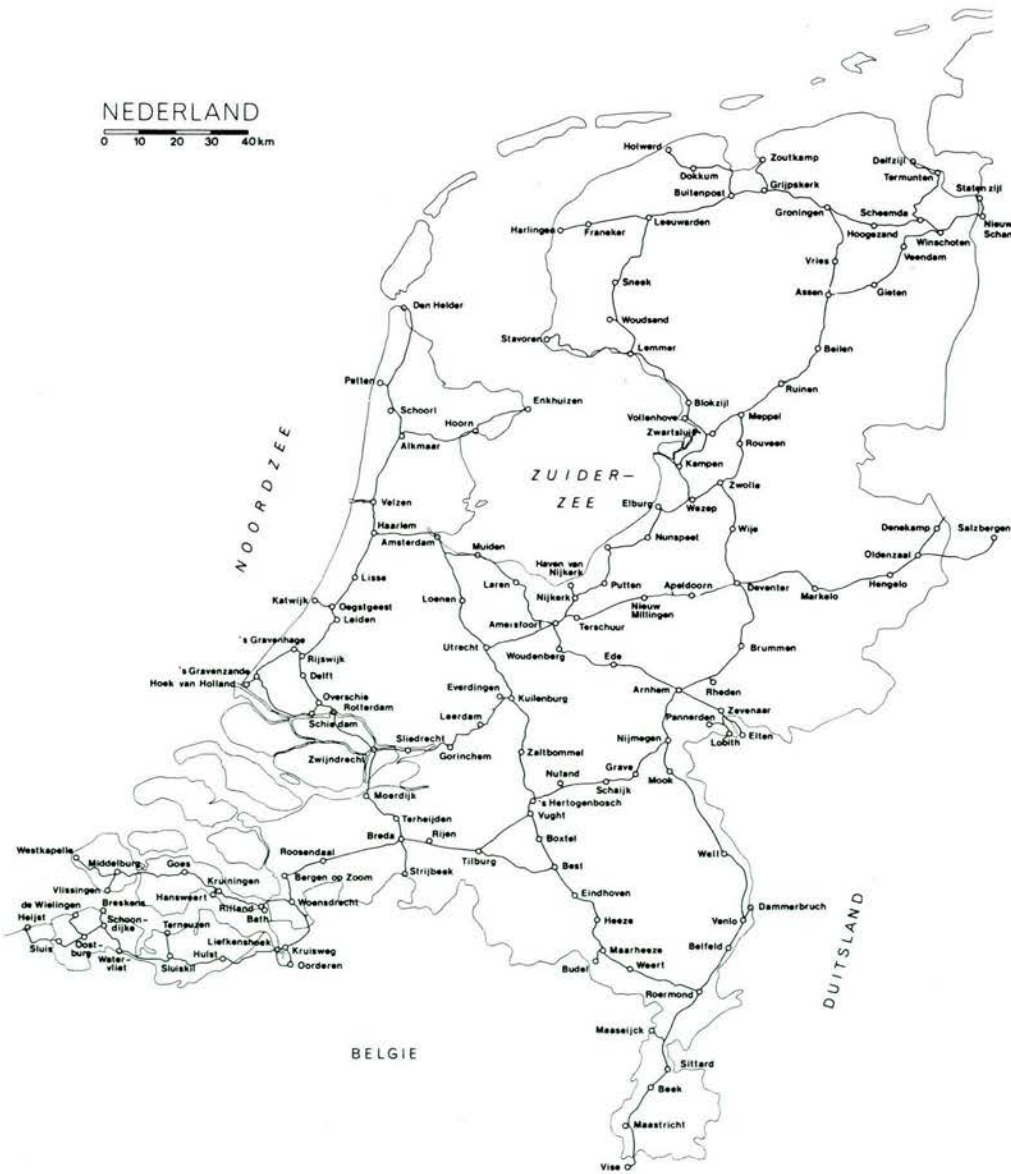 NEDERLAND
0 10 20 30 40 km
Holwerd
Dokkum
Zoutkamp
Buitenpost
Grijpskerk
Delfzijl
Termunten
Statenzijl
Groningen
Scheemda
Hoogezand
Nieuw
Schan
Winschoten
Veendam
Harlingen
Franeker
Leeuwarden
Vries
Sneek
Assen
Gieten
Den Helder
Woudsend
Stavoren
Lemmer
Beilen
Petten
Ruinen
Schoorl
Enkhuizen
Blokzijl
Vollenhove
Meppel
Hoorn
Zwartsluis
Alkmaar
Rouveen
NOORDZEE
ZUIDER-
ZEE
Kampen
Zwolle
Velzen
Elburg
Wezep
Haarlem
Amsterdam
Wije
Denekamp
Salzbergen
Muiden
Nunspeet
Oldenzaal
Haven van
Nijkerk
Lisse
Laren
Putten
Apeldoorn
Deventer
Hengelo
Markelo
Katwijk
Oegstgeest
Loenen
Nijkerk
Nieuw
Millingen
Leiden
Amersfoort
Terschuur
's Gravenhage
Utrecht
Woudenberg
Brummen
Rijswijk
Ede
's Gravenzande
Delft
Hoek van Holland
Arnhem
Rheden
Everdingen
Kuilenburg
Overschie
Rotterdam
Zevenaar
Schiedam
Leerdam
Pannerden
Lobith
Elten
Sliedrecht
Nijmegen
Zwijndrecht
Gorinchem
Zaltbommel
Grave
Nuland
Schaijk
Mook
Moerdijk
's Hertogenbosch
Terheijden
Vught
Breda
Rijen
Boxtel
Westkapelle
Roosendaal
Tilburg
Well
Middelburg
Goes
Best
Bergen op Zoom
Strijbeek
Kruiningen
Vlissingen
Hansweert
Woensdrecht
Eindhoven
de Wielingen
Breskens
Rilland
Bath
Dammerbruch
Heijst
Schoon-
dijke
Terneuzen
Heeze
Venlo
Liefkenshoek
Kruisweg
Sluis
Oost-
burg
Water-
vliet
Sluiskil
Hulst
Maarheeze
Belfeld
Oorderen
Budel
Weert
Roermond
DUITSLAND
Maaseijck
BELGIE
Sittard
Beek
Maastricht
Vise